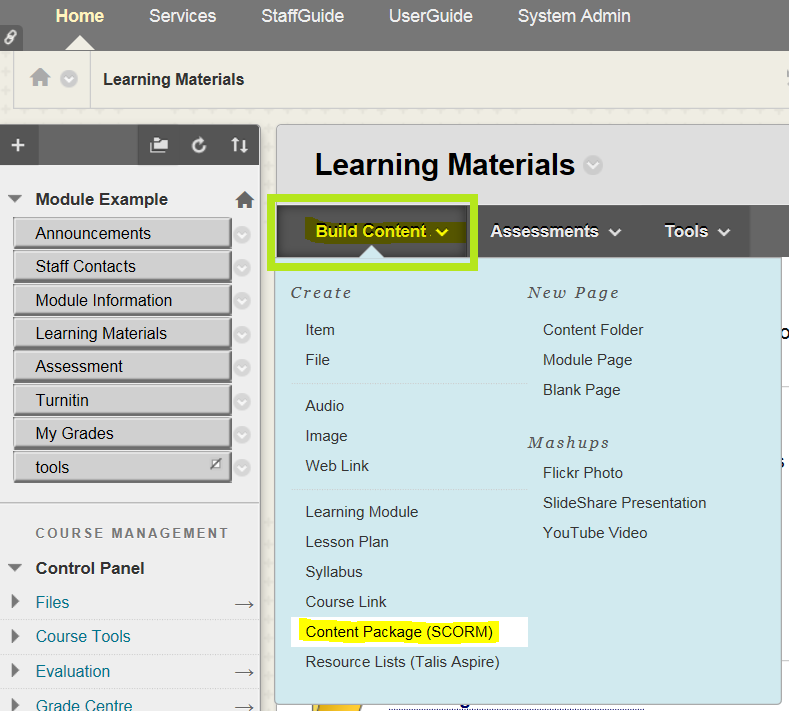 Home Services StaffGuide UserGuide System Admin
Learning Materials
Learning Materials
Build Content Assessments Tools
Module Example
Announcements
Staff Contacts
Module Information
Learning Materials
Assessment
Turnitin
My Grades
tools
COURSE MANAGEMENT
Control Panel
Files
Course Tools
Evaluation
Grade Centre
Create
Item
File
Audio
Image
Web Link
Learning Module
Lesson Plan
Syllabus
Course Link
Content Package (SCORM)
Resource Lists (Talis Aspire)
New Page
Content Folder
Module Page
Blank Page
Mashups
Flickr Photo
SlideShare Presentation
YouTube Video